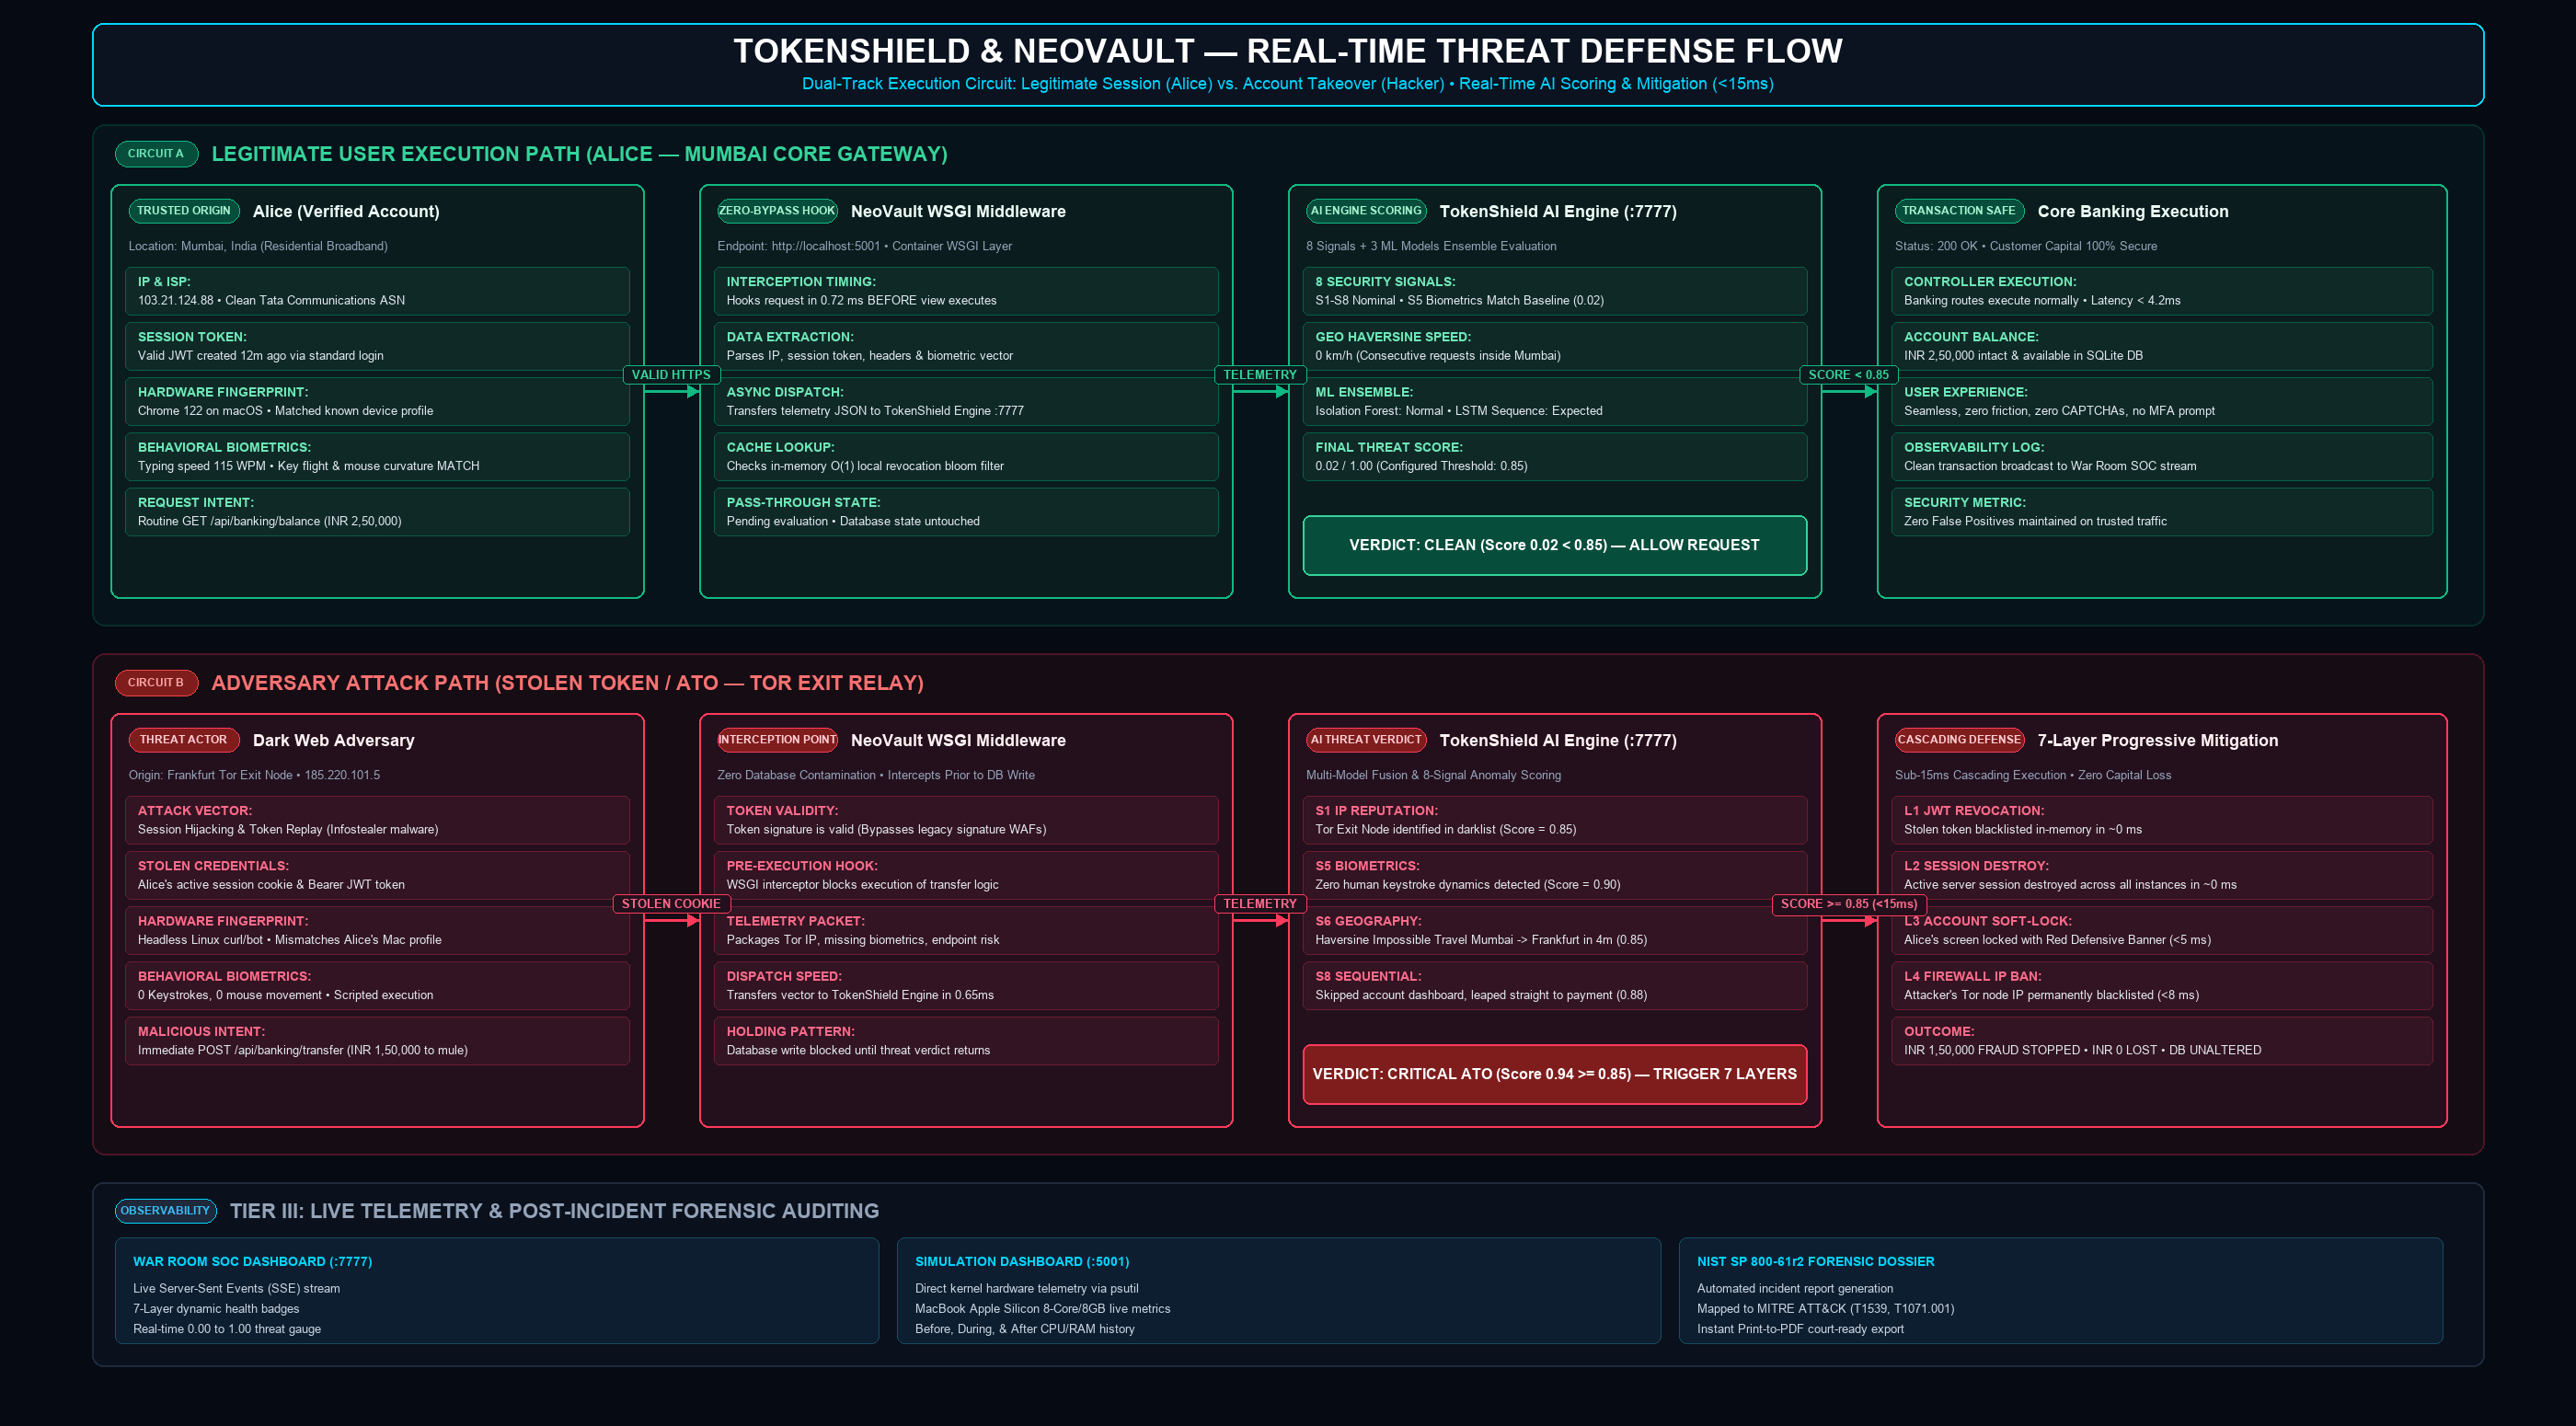 TOKENSHIELD & NEOVAULT — REAL-TIME THREAT DEFENSE FLOW
Dual-Track Execution Circuit: Legitimate Session (Alice) vs. Account Takeover (Hacker) • Real-Time AI Scoring & Mitigation (<15ms)
CIRCUIT A
LEGITIMATE USER EXECUTION PATH (ALICE — MUMBAI CORE GATEWAY)
TRUSTED ORIGIN
Alice (Verified Account)
Location: Mumbai, India (Residential Broadband)
IP & ISP:
103.21.124.88 • Clean Tata Communications ASN
SESSION TOKEN:
Valid JWT created 12m ago via standard login
HARDWARE FINGERPRINT:
Chrome 122 on macOS • Matched known device profile
BEHAVIORAL BIOMETRICS:
Typing speed 115 WPM • Key flight & mouse curvature MATCH
REQUEST INTENT:
Routine GET /api/banking/balance (INR 2,50,000)
VALID HTTPS
ZERO-BYPASS HOOK
NeoVault WSGI Middleware
Endpoint: http://localhost:5001 • Container WSGI Layer
INTERCEPTION TIMING:
Hooks request in 0.72 ms BEFORE view executes
DATA EXTRACTION:
Parses IP, session token, headers & biometric vector
ASYNC DISPATCH:
Transfers telemetry JSON to TokenShield Engine :7777
CACHE LOOKUP:
Checks in-memory O(1) local revocation bloom filter
PASS-THROUGH STATE:
Pending evaluation • Database state untouched
TELEMETRY
AI ENGINE SCORING
TokenShield AI Engine (:7777)
8 Signals + 3 ML Models Ensemble Evaluation
8 SECURITY SIGNALS:
S1-S8 Nominal • S5 Biometrics Match Baseline (0.02)
GEO HAVERSINE SPEED:
0 km/h (Consecutive requests inside Mumbai)
ML ENSEMBLE:
Isolation Forest: Normal • LSTM Sequence: Expected
FINAL THREAT SCORE:
0.02 / 1.00 (Configured Threshold: 0.85)
VERDICT: CLEAN (Score 0.02 < 0.85) — ALLOW REQUEST
SCORE < 0.85
TRANSACTION SAFE
Core Banking Execution
Status: 200 OK • Customer Capital 100% Secure
CONTROLLER EXECUTION:
Banking routes execute normally • Latency < 4.2ms
ACCOUNT BALANCE:
INR 2,50,000 intact & available in SQLite DB
USER EXPERIENCE:
Seamless, zero friction, zero CAPTCHAs, no MFA prompt
OBSERVABILITY LOG:
Clean transaction broadcast to War Room SOC stream
SECURITY METRIC:
Zero False Positives maintained on trusted traffic
CIRCUIT B
ADVERSARY ATTACK PATH (STOLEN TOKEN / ATO — TOR EXIT RELAY)
THREAT ACTOR
Dark Web Adversary
Origin: Frankfurt Tor Exit Node • 185.220.101.5
ATTACK VECTOR:
Session Hijacking & Token Replay (Infostealer malware)
STOLEN CREDENTIALS:
Alice's active session cookie & Bearer JWT token
HARDWARE FINGERPRINT:
Headless Linux curl/bot • Mismatches Alice's Mac profile
BEHAVIORAL BIOMETRICS:
0 Keystrokes, 0 mouse movement • Scripted execution
MALICIOUS INTENT:
Immediate POST /api/banking/transfer (INR 1,50,000 to mule)
STOLEN COOKIE
INTERCEPTION POINT
NeoVault WSGI Middleware
Zero Database Contamination • Intercepts Prior to DB Write
TOKEN VALIDITY:
Token signature is valid (Bypasses legacy signature WAFs)
PRE-EXECUTION HOOK:
WSGI interceptor blocks execution of transfer logic
TELEMETRY PACKET:
Packages Tor IP, missing biometrics, endpoint risk
DISPATCH SPEED:
Transfers vector to TokenShield Engine in 0.65ms
HOLDING PATTERN:
Database write blocked until threat verdict returns
TELEMETRY
AI THREAT VERDICT
TokenShield AI Engine (:7777)
Multi-Model Fusion & 8-Signal Anomaly Scoring
S1 IP REPUTATION:
Tor Exit Node identified in darklist (Score = 0.85)
S5 BIOMETRICS:
Zero human keystroke dynamics detected (Score = 0.90)
S6 GEOGRAPHY:
Haversine Impossible Travel Mumbai -> Frankfurt in 4m (0.85)
S8 SEQUENTIAL:
Skipped account dashboard, leaped straight to payment (0.88)
VERDICT: CRITICAL ATO (Score 0.94 >= 0.85) — TRIGGER 7 LAYERS
SCORE >= 0.85 (<15ms)
CASCADING DEFENSE
7-Layer Progressive Mitigation
Sub-15ms Cascading Execution • Zero Capital Loss
L1 JWT REVOCATION:
Stolen token blacklisted in-memory in ~0 ms
L2 SESSION DESTROY:
Active server session destroyed across all instances in ~0 ms
L3 ACCOUNT SOFT-LOCK:
Alice's screen locked with Red Defensive Banner (<5 ms)
L4 FIREWALL IP BAN:
Attacker's Tor node IP permanently blacklisted (<8 ms)
OUTCOME:
INR 1,50,000 FRAUD STOPPED • INR 0 LOST • DB UNALTERED
OBSERVABILITY
TIER III: LIVE TELEMETRY & POST-INCIDENT FORENSIC AUDITING
WAR ROOM SOC DASHBOARD (:7777)
Live Server-Sent Events (SSE) stream
7-Layer dynamic health badges
Real-time 0.00 to 1.00 threat gauge
SIMULATION DASHBOARD (:5001)
Direct kernel hardware telemetry via psutil
MacBook Apple Silicon 8-Core/8GB live metrics
Before, During, & After CPU/RAM history
NIST SP 800-61r2 FORENSIC DOSSIER
Automated incident report generation
Mapped to MITRE ATT&CK (T1539, T1071.001)
Instant Print-to-PDF court-ready export